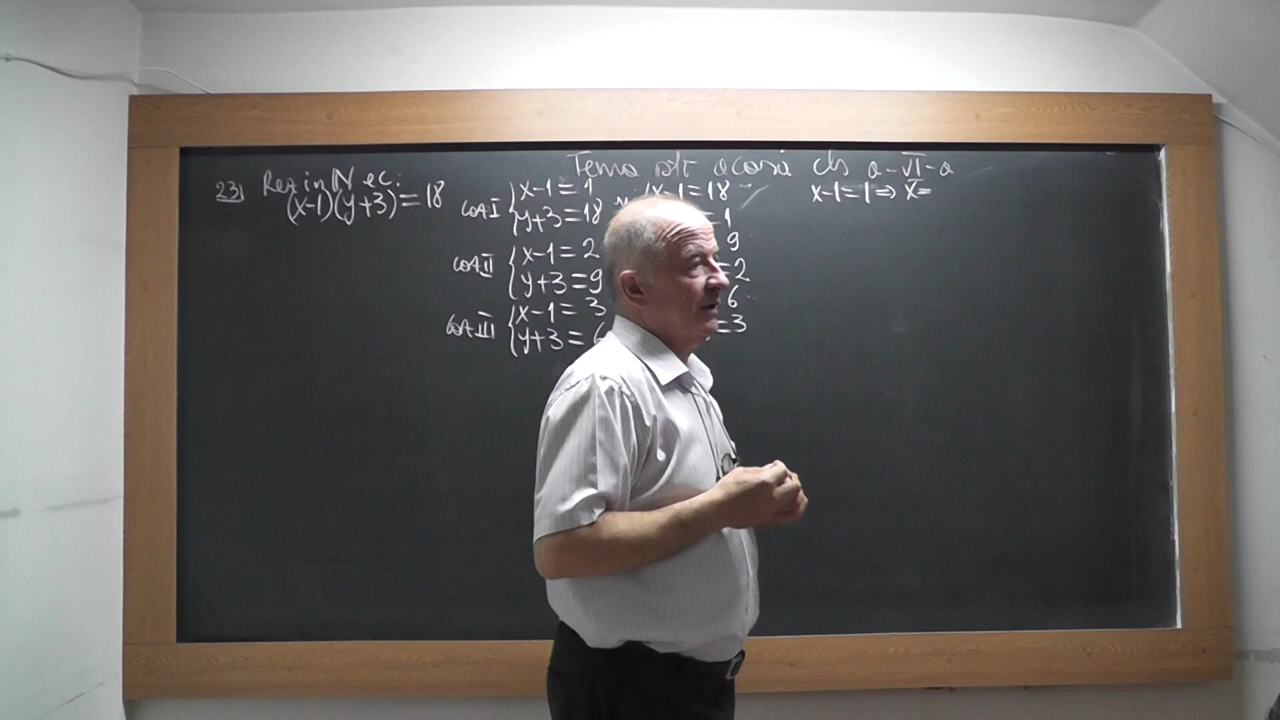 Tema ptr acasă cls a-VI-a
23) Rez in N ec:
(x-1)(y+3)=18
CAZ I { x-1=1
y+3=18
{ x-1=18
=1
CAZ II { x-1=2
y+3=9
9
=2
CAZ III { x-1=3
y+3=6
6
=3
x-1=1⇒x=